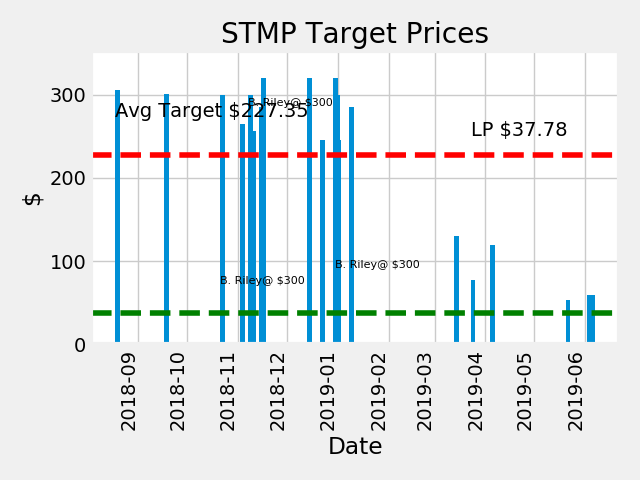 STMP Target Prices
300
B. Riley@ $300
Avg Target $227.35
LP $37.78
200
$
100
B. Riley@ $300
B. Riley@ $300
0
2018-09
2018-10
2018-11
2018-12
2019-01
2019-02
2019-03
2019-04
2019-05
2019-06
Date